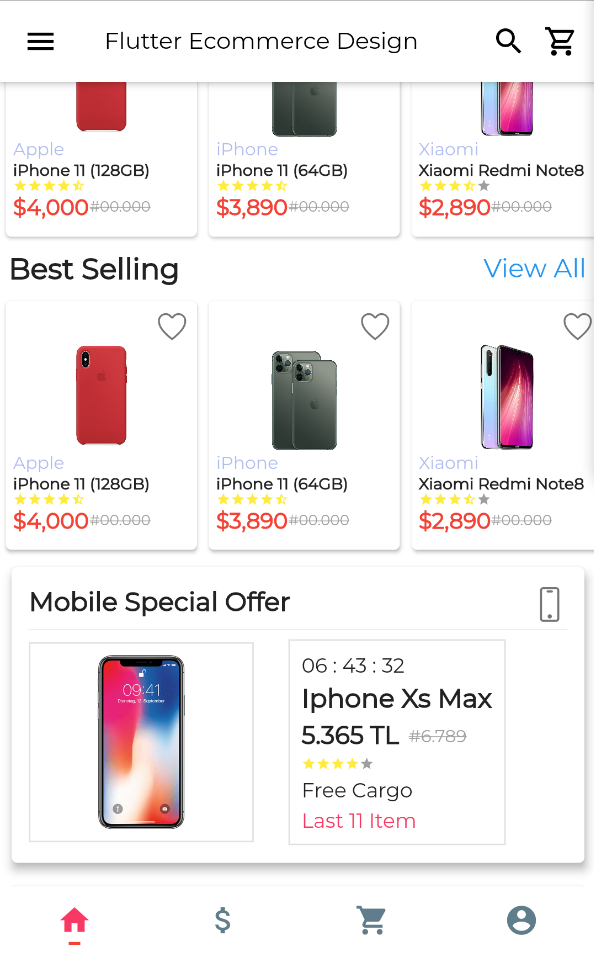 Flutter Ecommerce Design
Apple
iPhone 11 (128GB)
$4,000 #00.000
iPhone
iPhone 11 (64GB)
$3,890 #00.000
Xiaomi
Xiaomi Redmi Note8
$2,890 #00.000
Best Selling
View All
Apple
iPhone 11 (128GB)
$4,000 #00.000
iPhone
iPhone 11 (64GB)
$3,890 #00.000
Xiaomi
Xiaomi Redmi Note8
$2,890 #00.000
Mobile Special Offer
09:41
06 : 43 : 32
Iphone Xs Max
5.365 TL #6.789
Free Cargo
Last 11 Item